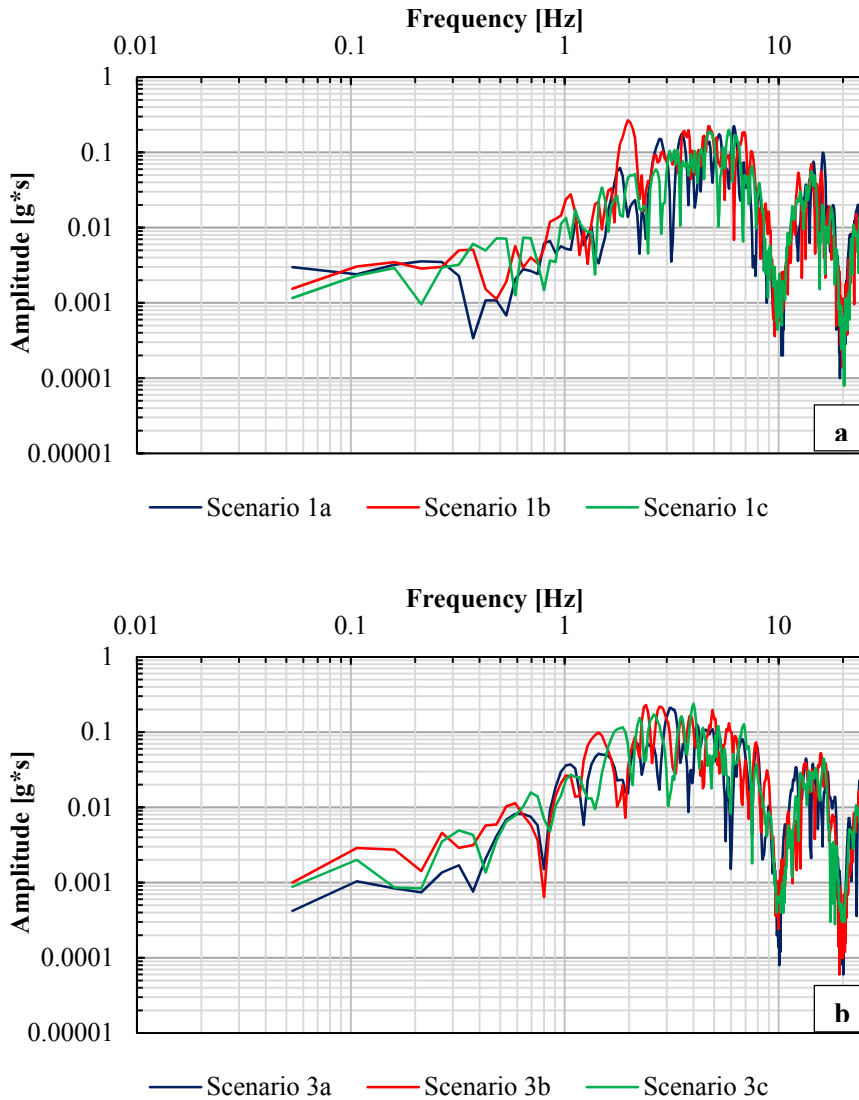 Frequency [Hz]
0.01 0.1 1 10
1
0.1
0.01
0.001
0.0001
0.00001
Amplitude [g*s]
a
Scenario 1a Scenario 1b Scenario 1c
Frequency [Hz]
0.01 0.1 1 10
1
0.1
0.01
0.001
0.0001
0.00001
Amplitude [g*s]
b
Scenario 3a Scenario 3b Scenario 3c